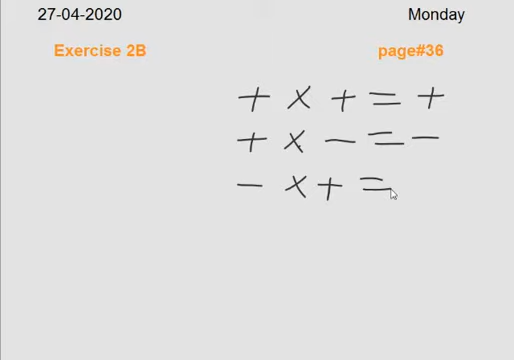 27-04-2020 Monday
Exercise 2B page#36
+ x + = +
+ x - = -
- x + =